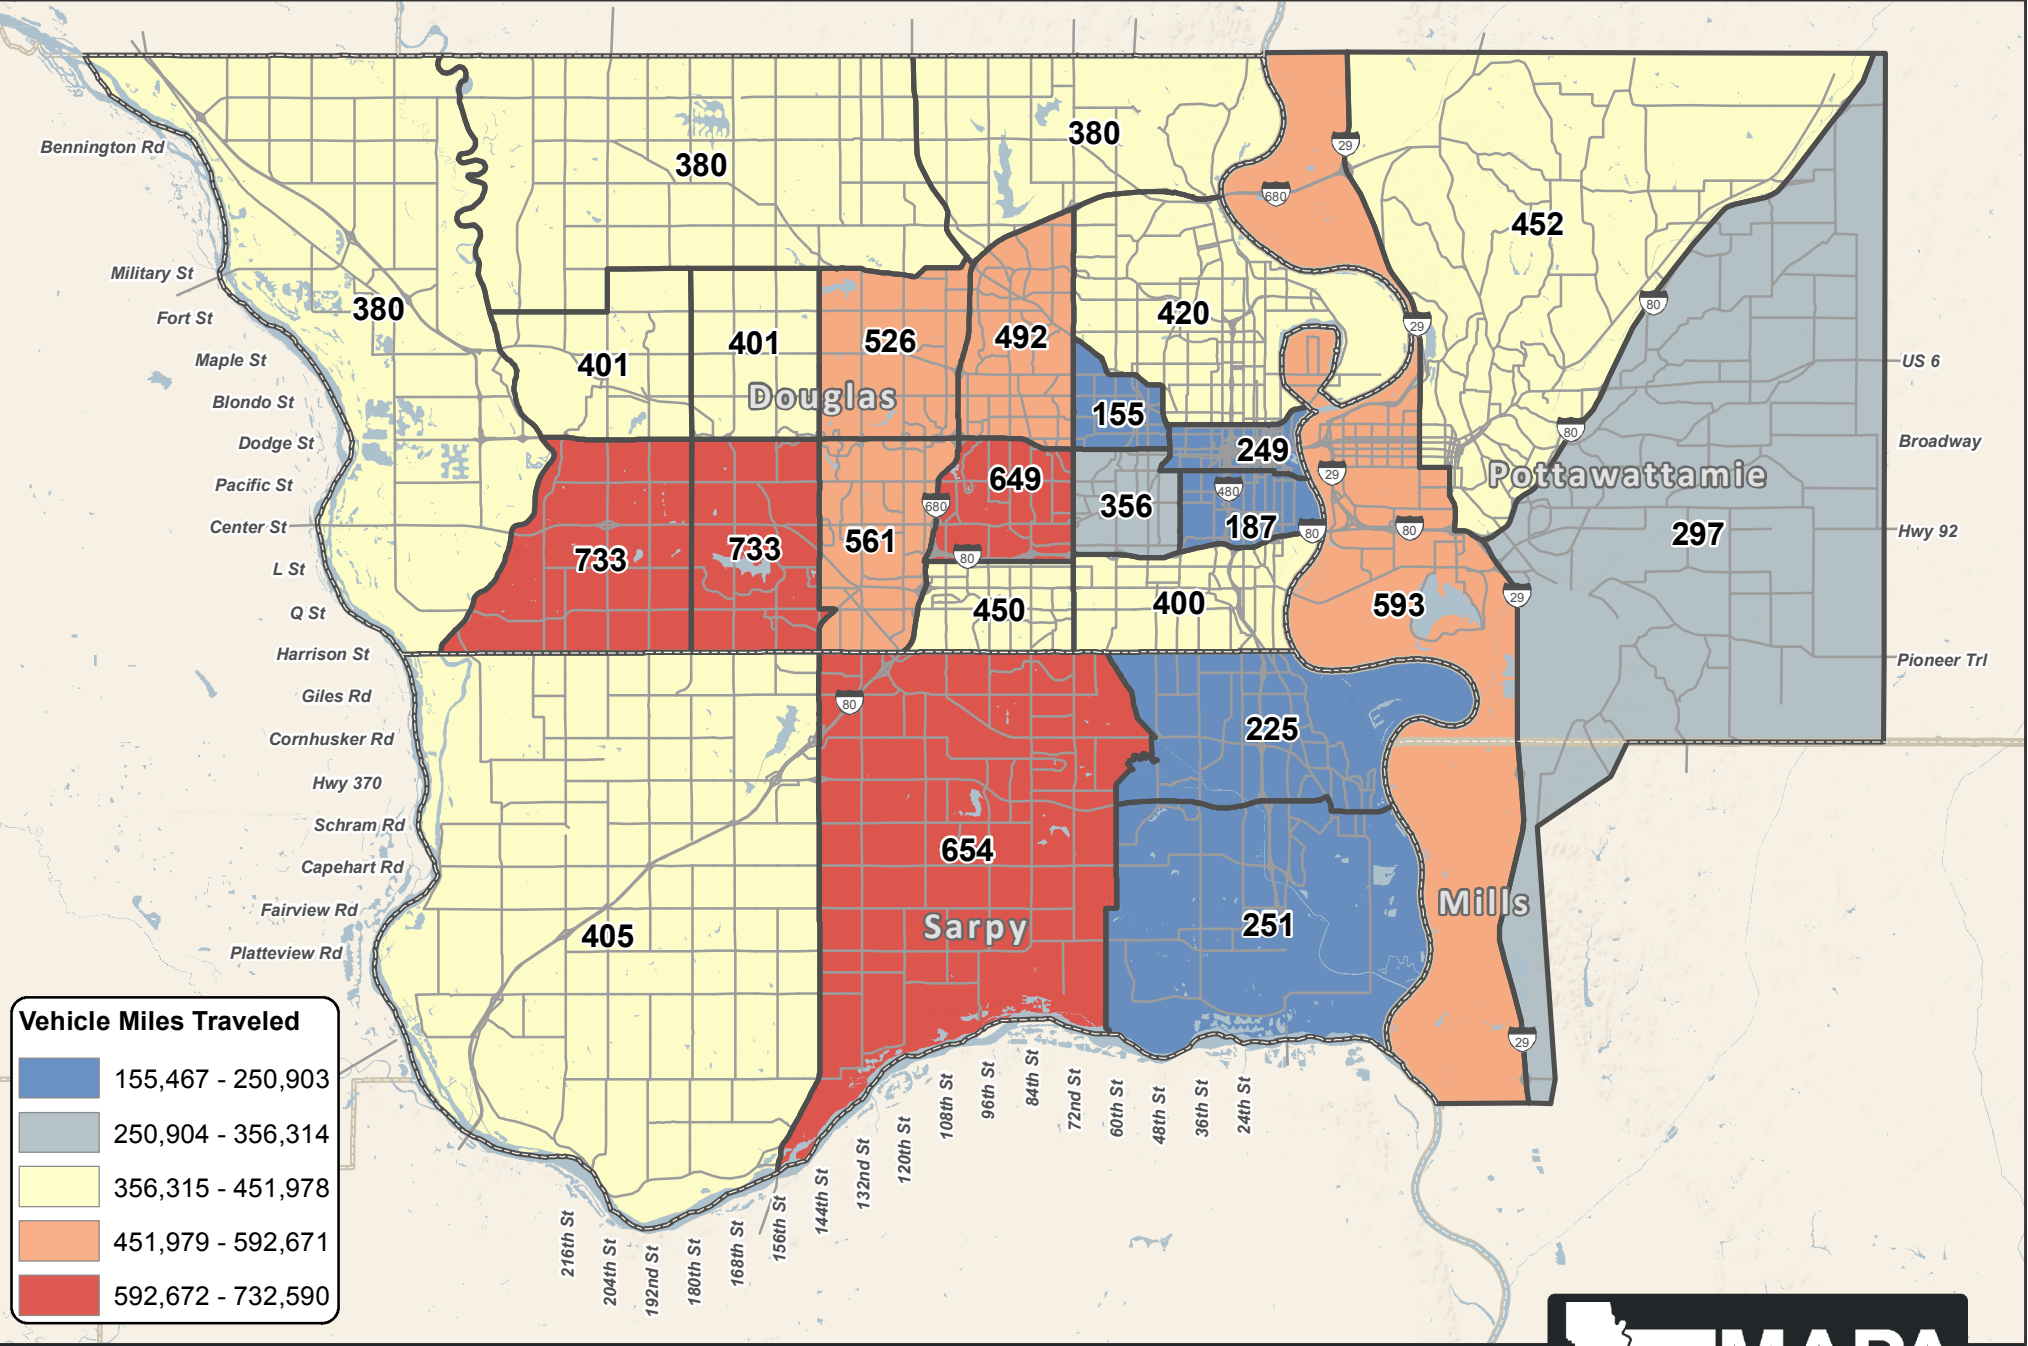 Bennington Rd
Military St
Fort St
Maple St
Blondo St
Dodge St
Pacific St
Center St
L St
Q St
Harrison St
Giles Rd
Cornhusker Rd
Hwy 370
Schram Rd
Capehart Rd
Fairview Rd
Platteview Rd
380
380
380
401
401
Douglas
526
492
420
155
249
356
187
649
561
733
733
450
400
593
452
Pottawattamie
297
405
654
Sarpy
225
251
Mills
29
680
29
80
80
29
80
480
80
680
80
29
80
29
US 6
Broadway
Hwy 92
Pioneer Trl
216th St
204th St
192nd St
180th St
168th St
156th St
144th St
132nd St
120th St
108th St
96th St
84th St
72nd St
60th St
48th St
36th St
24th St
Vehicle Miles Traveled
155,467 - 250,903
250,904 - 356,314
356,315 - 451,978
451,979 - 592,671
592,672 - 732,590
MAPA